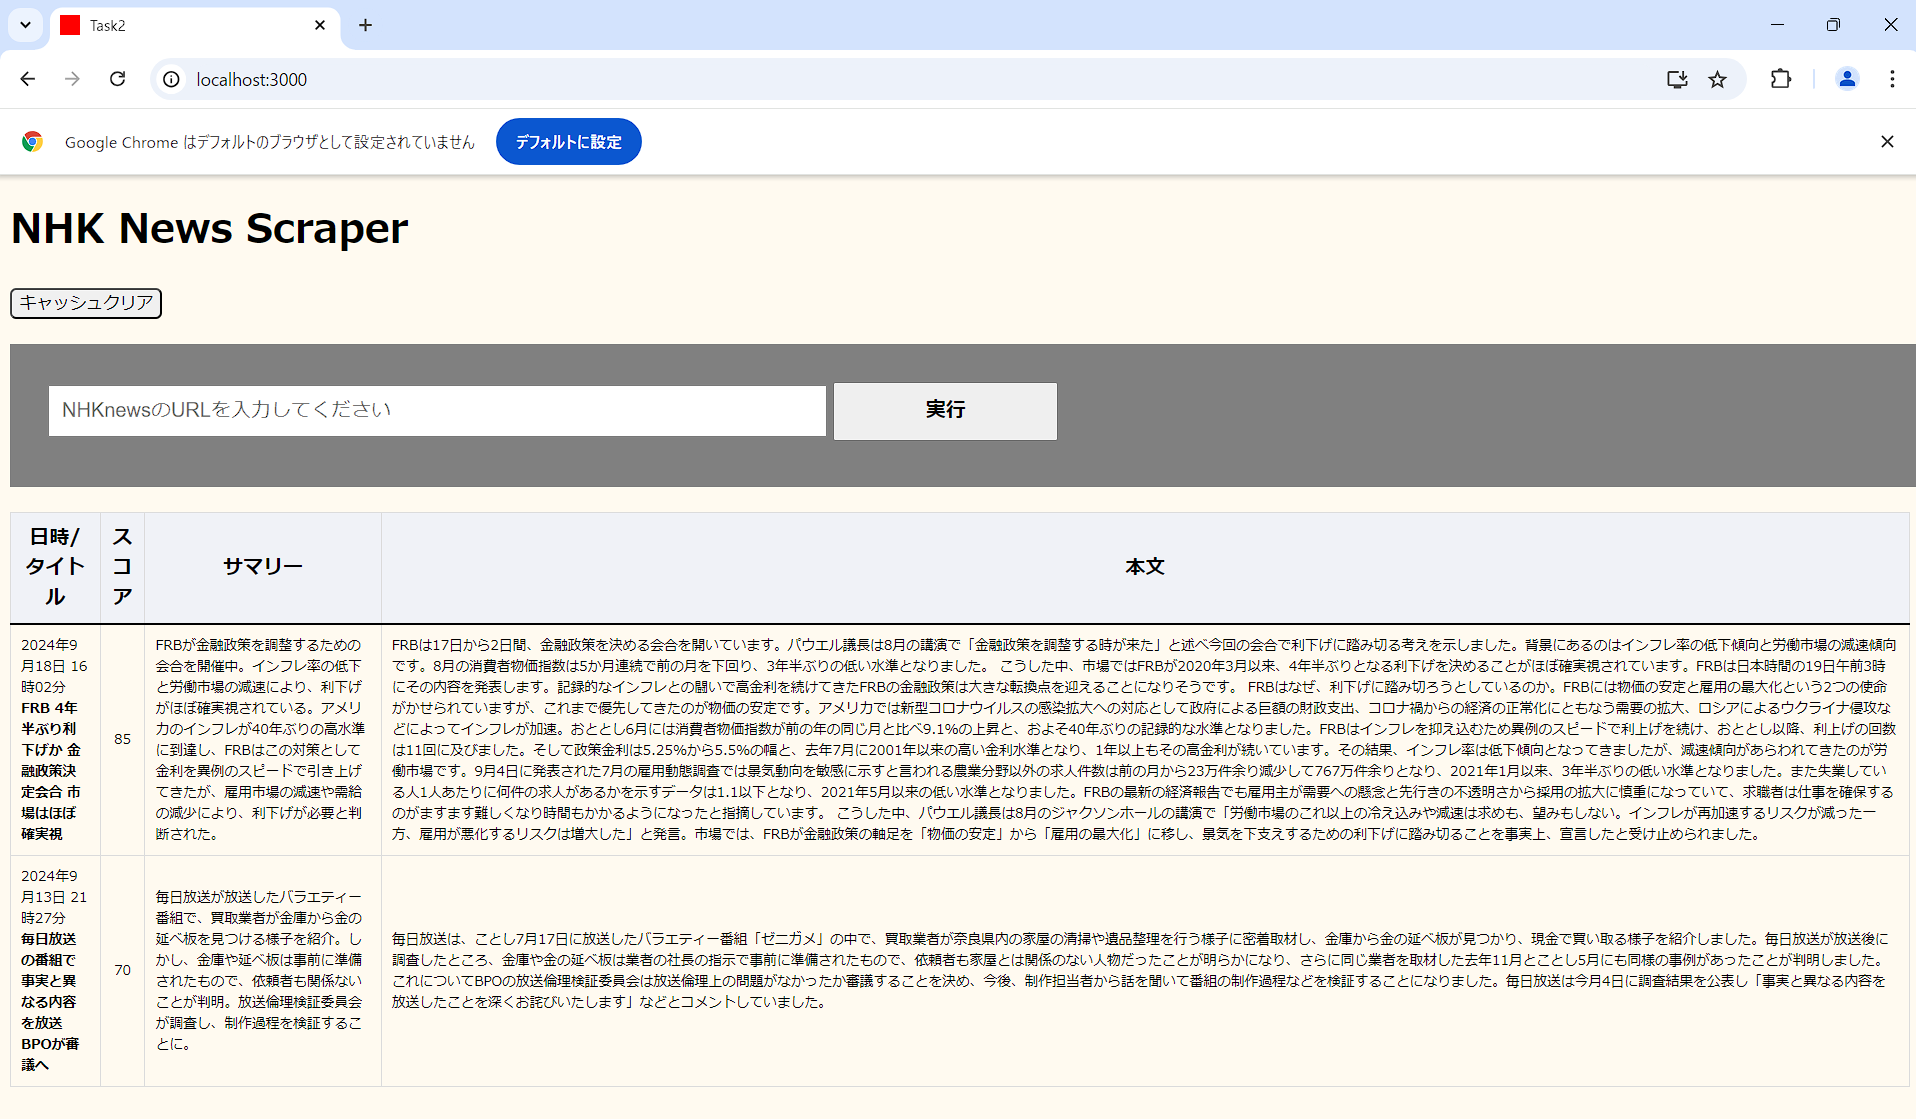 Task2
localhost:3000
Google Chrome はデフォルトのブラウザとして設定されていません
デフォルトに設定
NHK News Scraper
キャッシュクリア
NHKnewsのURLを入力してください
実行
日時/
タイト
ル
ス
コ
ア
サマリー
本文
2024年9
月18日 16
時02分
FRB 4年
半ぶり利
下げか 金
融政策決
定会合 市
場はほぼ
確実視
85
FRBが金融政策を調整するための
会合を開催中。インフレ率の低下
と労働市場の減速により、利下げ
がほぼ確実視されている。アメリ
カのインフレが40年ぶりの高水準
に到達し、FRBはこの対策として
金利を異例のスピードで引き上げ
てきたが、雇用市場の減速や需給
の減少により、利下げが必要と判
断された。
FRBは17日から2日間、金融政策を決める会合を開いています。パウエル議長は8月の講演で「金融政策を調整する時が来た」と述べ今回の会合で利下げに踏み切る考えを示しました。背景にあるのはインフレ率の低下傾向と労働市場の減速傾向
です。8月の消費者物価指数は5か月連続で前の月を下回り、3年半ぶりの低い水準となりました。 こうした中、市場ではFRBが2020年3月以来、4年半ぶりとなる利下げを決めることがほぼ確実視されています。FRBは日本時間の19日午前3時
にその内容を発表します。記録的なインフレとの闘いで高金利を続けてきたFRBの金融政策は大きな転換点を迎えることになりそうです。 FRBはなぜ、利下げに踏み切ろうとしているのか。FRBには物価の安定と雇用の最大化という2つの使命
がかせられていますが、これまで優先してきたのが物価の安定です。アメリカでは新型コロナウイルスの感染拡大への対応として政府による巨額の財政支出、コロナ禍からの経済の正常化にともなう需要の拡大、ロシアによるウクライナ侵攻な
どによってインフレが加速。おととし6月には消費者物価指数が前の年の同じ月と比べ9.1%の上昇と、およそ40年ぶりの記録的な水準となりました。FRBはインフレを抑え込むため異例のスピードで利上げを続け、おととし以降、利上げの回数
は11回に及びました。そして政策金利は5.25%から5.5%の幅と、去年7月に2001年以来の高い金利水準となり、1年以上もその高金利が続いています。その結果、インフレ率は低下傾向となってきましたが、減速傾向があらわれてきたのが労
働市場です。9月4日に発表された7月の雇用動態調査では景気動向を敏感に示すと言われる農業分野以外の求人件数は前の月から23万件余り減少して767万件余りとなり、2021年1月以来、3年半ぶりの低い水準となりました。また失業してい
る人1人あたりに何件の求人があるかを示すデータは1.1以下となり、2021年5月以来の低い水準となりました。FRBの最新の経済報告でも雇用主が需要への懸念と先行きの不透明さから採用の拡大に慎重になっていて、求職者は仕事を確保する
のがますます難しくなり時間もかかるようになったと指摘しています。 こうした中、パウエル議長は8月のジャクソンホールの講演で「労働市場のこれ以上の冷え込みや減速は求めも、望みもしない。インフレが再加速するリスクが減った一
方、雇用が悪化するリスクは増大した」と発言。市場では、FRBが金融政策の軸足を「物価の安定」から「雇用の最大化」に移し、景気を下支えするための利下げに踏み切ることを事実上、宣言したと受け止められました。
2024年9
月13日 21
時27分
毎日放送
の番組で
事実と異
なる内容
を放送
BPOが審
議へ
70
毎日放送が放送したバラエティー
番組で、買取業者が金庫から金の
延べ板を見つける様子を紹介。し
かし、金庫や延べ板は事前に準備
されたもので、依頼者も関係ない
ことが判明。放送倫理検証委員会
が調査し、制作過程を検証するこ
とに。
毎日放送は、ことし7月17日に放送したバラエティー番組「ゼニガメ」の中で、買取業者が奈良県内の家屋の清掃や遺品整理を行う様子に密着取材し、金庫から金の延べ板が見つかり、現金で買い取る様子を紹介しました。毎日放送が放送後に
調査したところ、金庫や金の延べ板は業者の社長の指示で事前に準備されたもので、依頼者も家屋とは関係のない人物だったことが明らかになり、さらに同じ業者を取材した去年11月とことし5月にも同様の事例があったことが判明しました。
これについてBPOの放送倫理検証委員会は放送倫理上の問題がなかったか審議することを決め、今後、制作担当者から話を聞いて番組の制作過程などを検証することになりました。毎日放送は今月4日に調査結果を公表し「事実と異なる内容を
放送したことを深くお詫びいたします」などとコメントしていました。